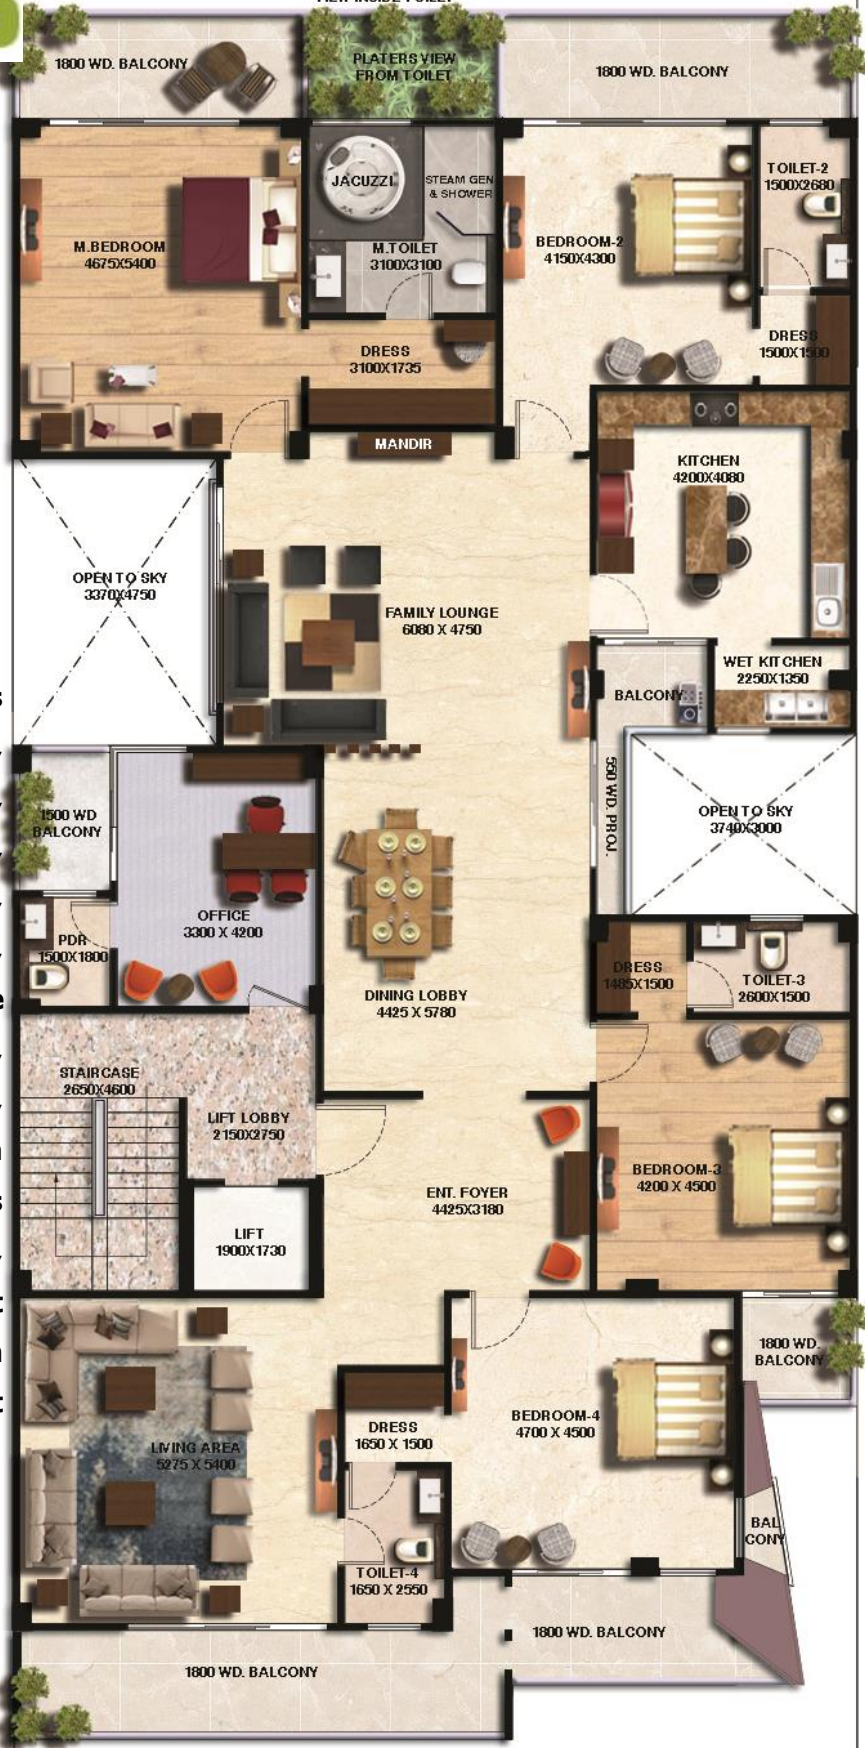 1800 WD. BALCONY
PLATERS VIEW
FROM TOILET
1800 WD. BALCONY
JACUZZI
STEAM GEN
& SHOWER
TOILET-2
1500X2680
M.BEDROOM
4675X5400
M.TOILET
3100X3100
BEDROOM-2
4150X4300
DRESS
3100X1735
DRESS
1500X1500
MANDIR
KITCHEN
4200X4080
OPEN TO SKY
3370X4750
FAMILY LOUNGE
6080 X 4750
WET KITCHEN
2250X1350
BALCONY
550 WD. PROJ.
1500 WD
BALCONY
OPEN TO SKY
3740X3000
OFFICE
3300 X 4200
PDR
1500X1800
DRESS
1485X1500
TOILET-3
2600X1500
DINING LOBBY
4425 X 5780
STAIRCASE
2650X4600
LIFT LOBBY
2150X2750
BEDROOM-3
4200 X 4500
ENT. FOYER
4425X3180
LIFT
1900X1730
1800 WD.
BALCONY
DRESS
1650 X 1500
BEDROOM-4
4700 X 4500
LIVING AREA
5275 X 5400
BAL
CONY
TOILET-4
1650 X 2550
1800 WD. BALCONY
1800 WD. BALCONY